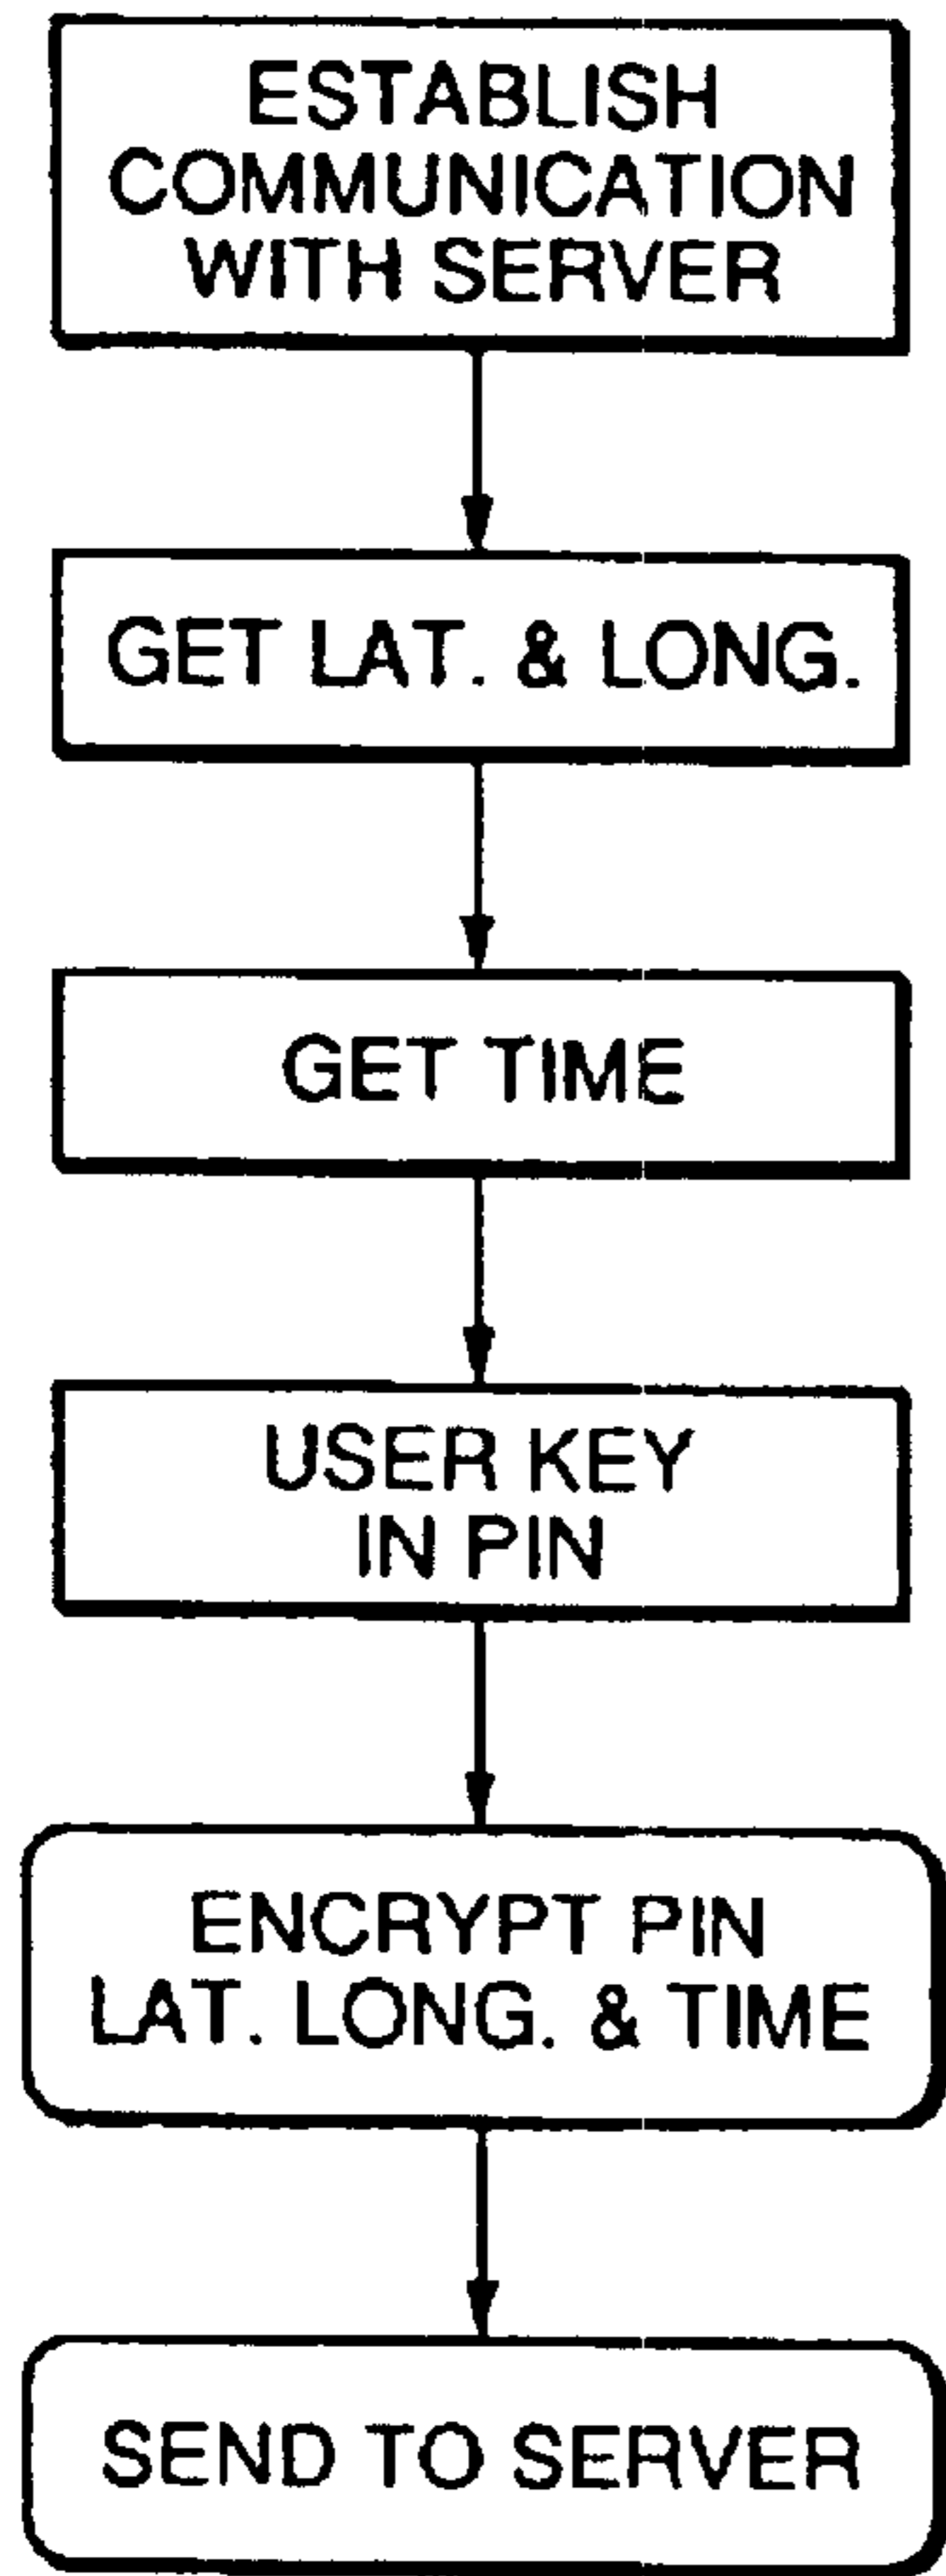 ESTABLISH
COMMUNICATION
WITH SERVER
GET LAT. & LONG.
GET TIME
USER KEY
IN PIN
ENCRYPT PIN
LAT. LONG. & TIME
SEND TO SERVER